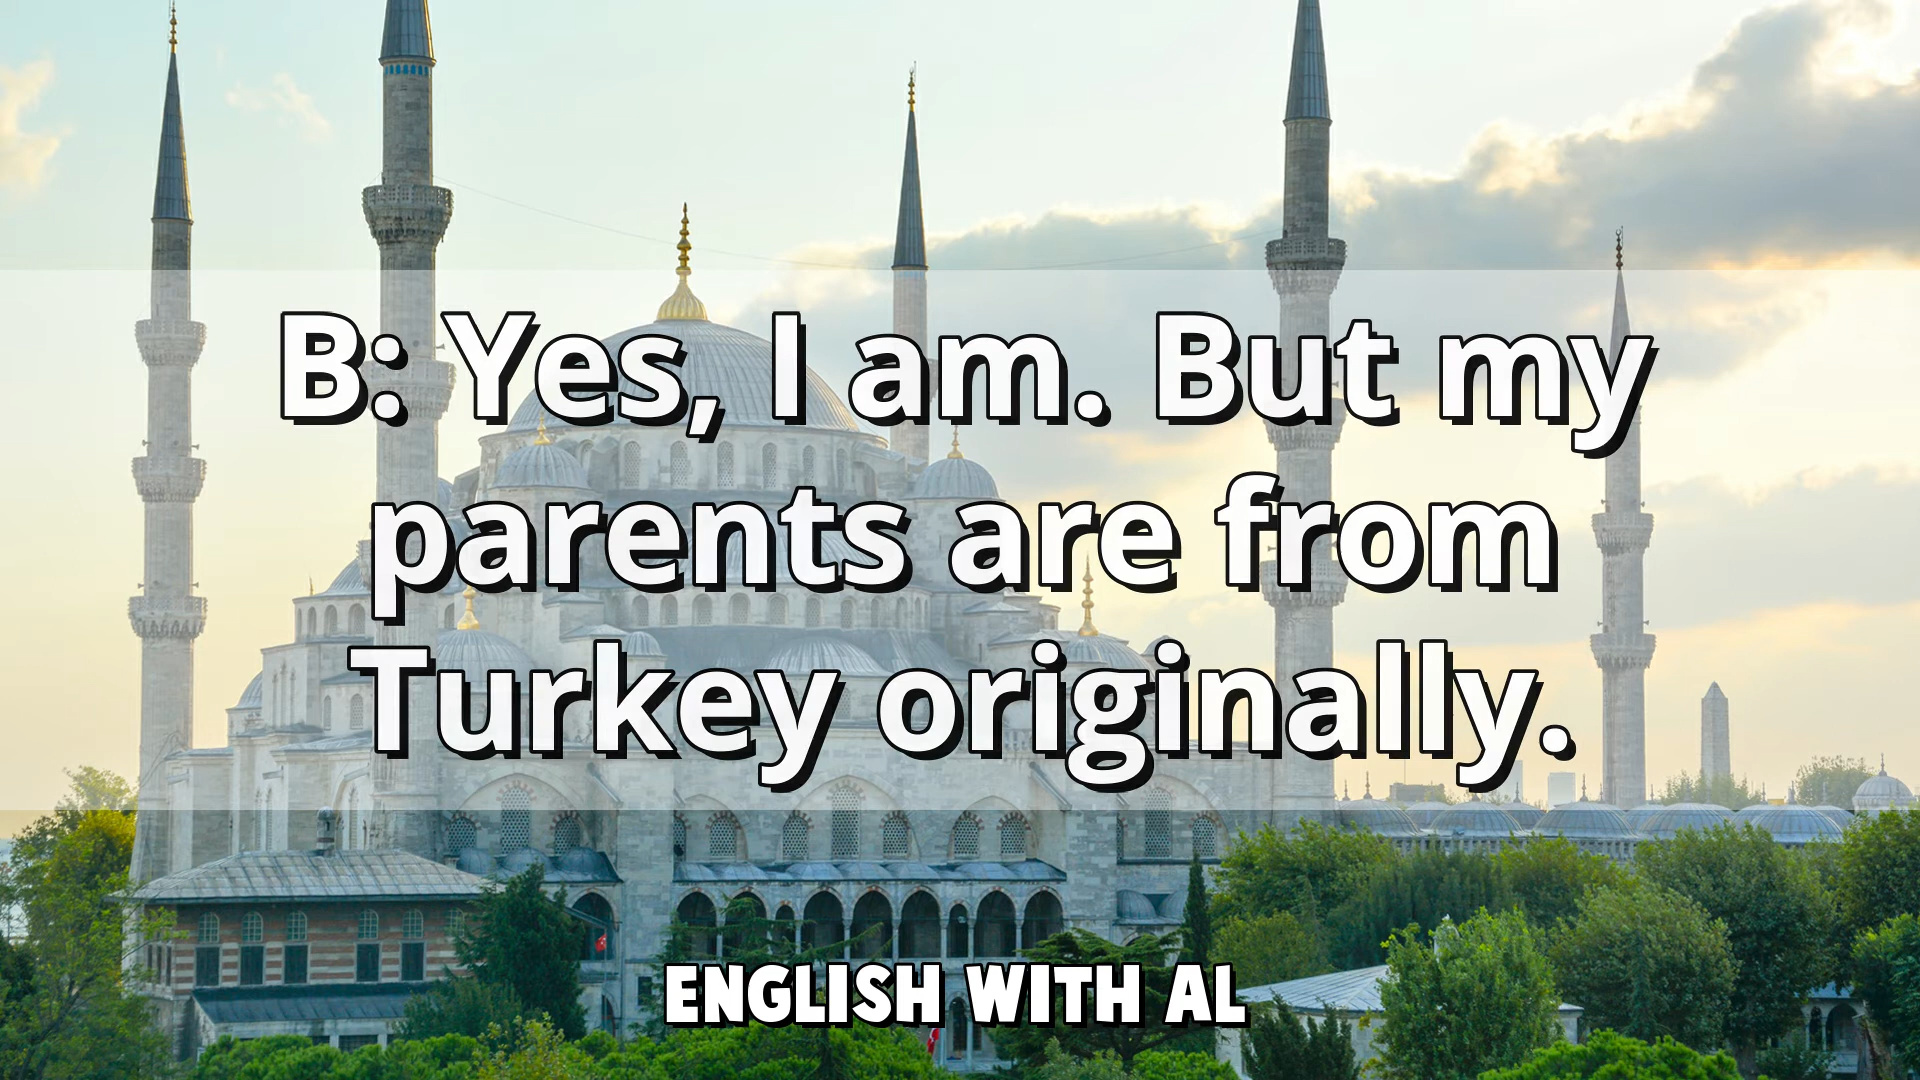 B: Yes, I am. But my
parents are from
Turkey originally.
ENGLISH WITH AL